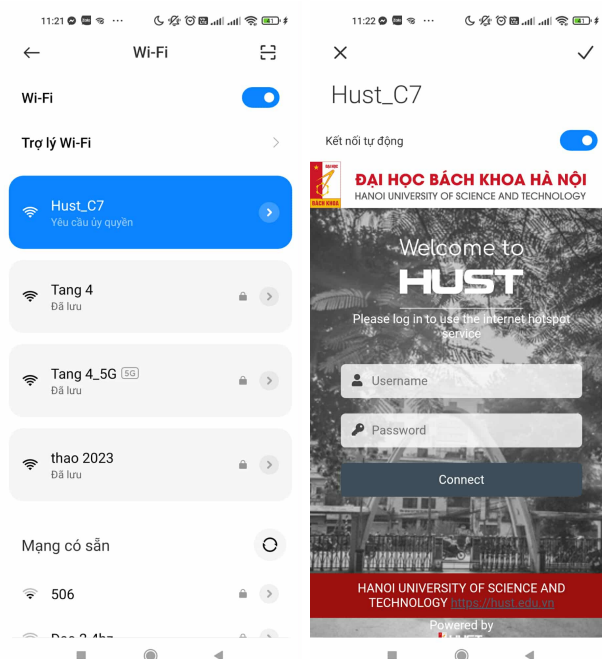 11:21
Wi-Fi
Wi-Fi
Trợ lý Wi-Fi
Hust_C7
Yêu cầu ủy quyền
Tang 4
Đã lưu
Tang 4_5G 5G
Đã lưu
thao 2023
Đã lưu
Mạng có sẵn
506
11:22
Hust_C7
Kết nối tự động
BÁCH KHOA
ĐẠI HỌC BÁCH KHOA HÀ NỘI
HANOI UNIVERSITY OF SCIENCE AND TECHNOLOGY
Welcome to
HUST
Please log in to use the internet hotspot
service
Username
Password
Connect
HANOI UNIVERSITY OF SCIENCE AND
TECHNOLOGY https://hust.edu.vn
Powered by